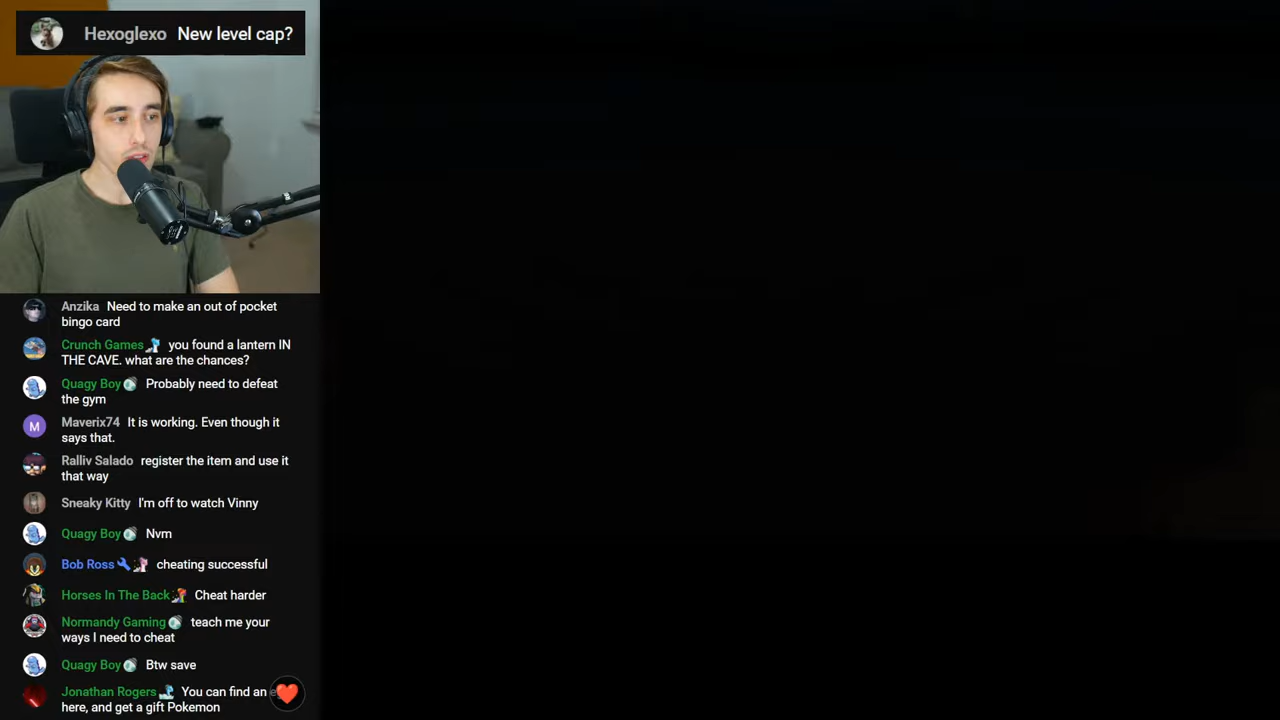 Hexoglexo New level cap?
Anzika Need to make an out of pocket
bingo card
Crunch Games you found a lantern IN
THE CAVE. what are the chances?
Quagy Boy Probably need to defeat
the gym
M
Maverix74 It is working. Even though it
says that.
Ralliv Salado register the item and use it
that way
Sneaky Kitty I'm off to watch Vinny
Quagy Boy Nvm
Bob Ross cheating successful
Horses In The Back Cheat harder
Normandy Gaming teach me your
ways I need to cheat
Quagy Boy Btw save
Jonathan Rogers You can find an
here, and get a gift Pokemon